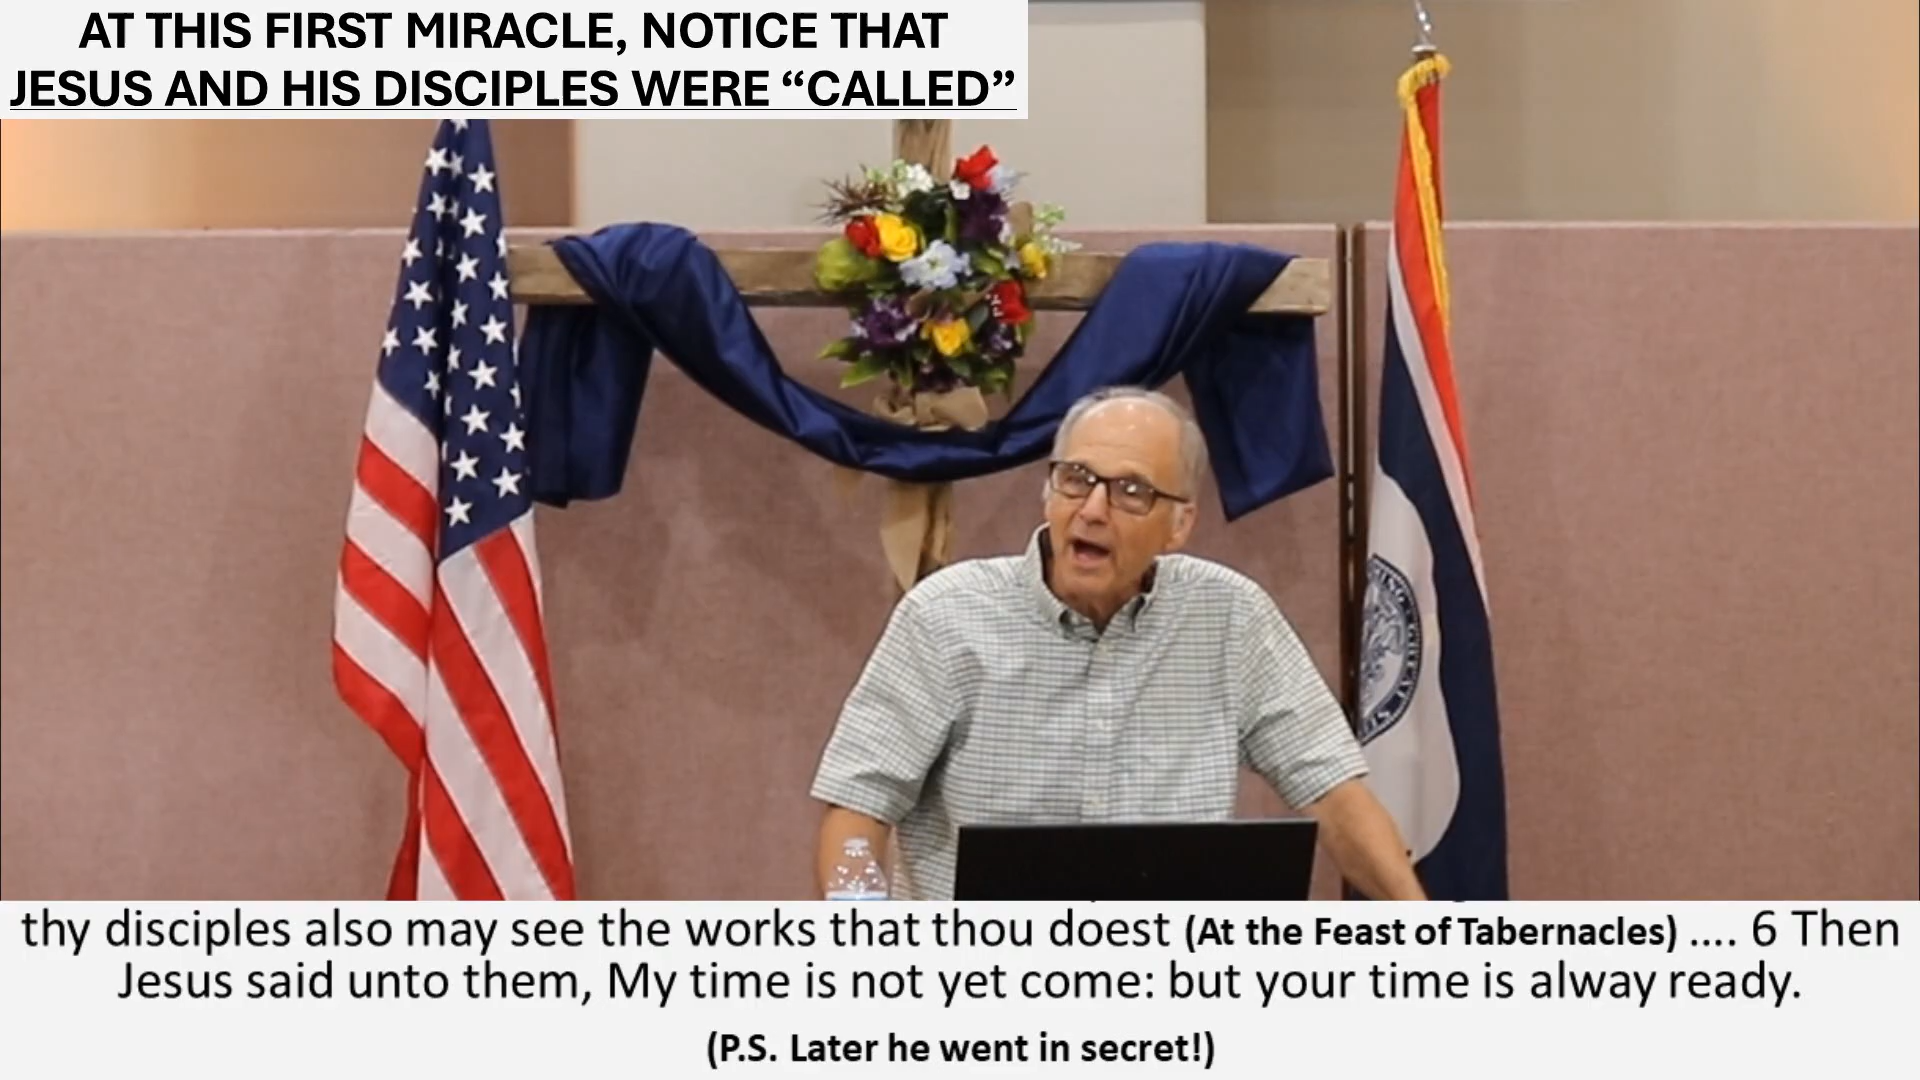 AT THIS FIRST MIRACLE, NOTICE THAT
JESUS AND HIS DISCIPLES WERE “CALLED”
thy disciples also may see the works that thou doest (At the Feast of Tabernacles) .... 6 Then
Jesus said unto them, My time is not yet come: but your time is alway ready.
(P.S. Later he went in secret!)